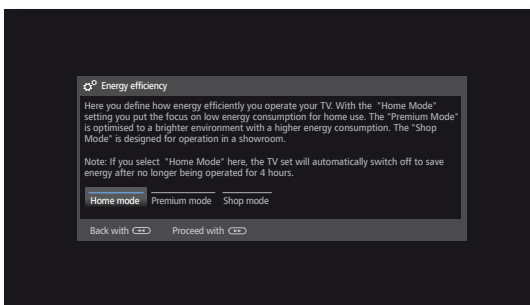 Energy efficiency
Here you define how energy efficiently you operate your TV. With the "Home Mode"
setting you put the focus on low energy consumption for home use. The "Premium Mode"
is optimised to a brighter environment with a higher energy consumption. The "Shop
Mode" is designed for operation in a showroom.
Note: If you select "Home Mode" here, the TV set will automatically switch off to save
energy after no longer being operated for 4 hours.
Home mode Premium mode Shop mode
Back with Proceed with